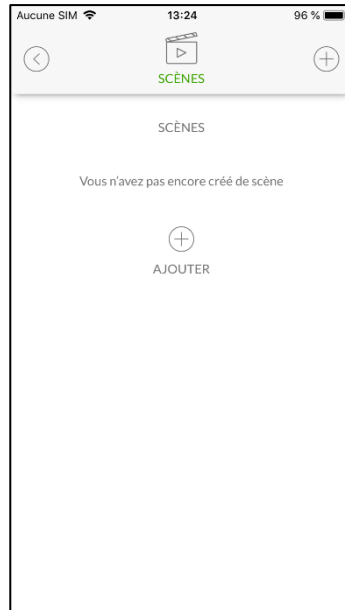 Aucune SIM 13:24 96 %
SCÈNES
SCÈNES
Vous n'avez pas encore créé de scène
AJOUTER